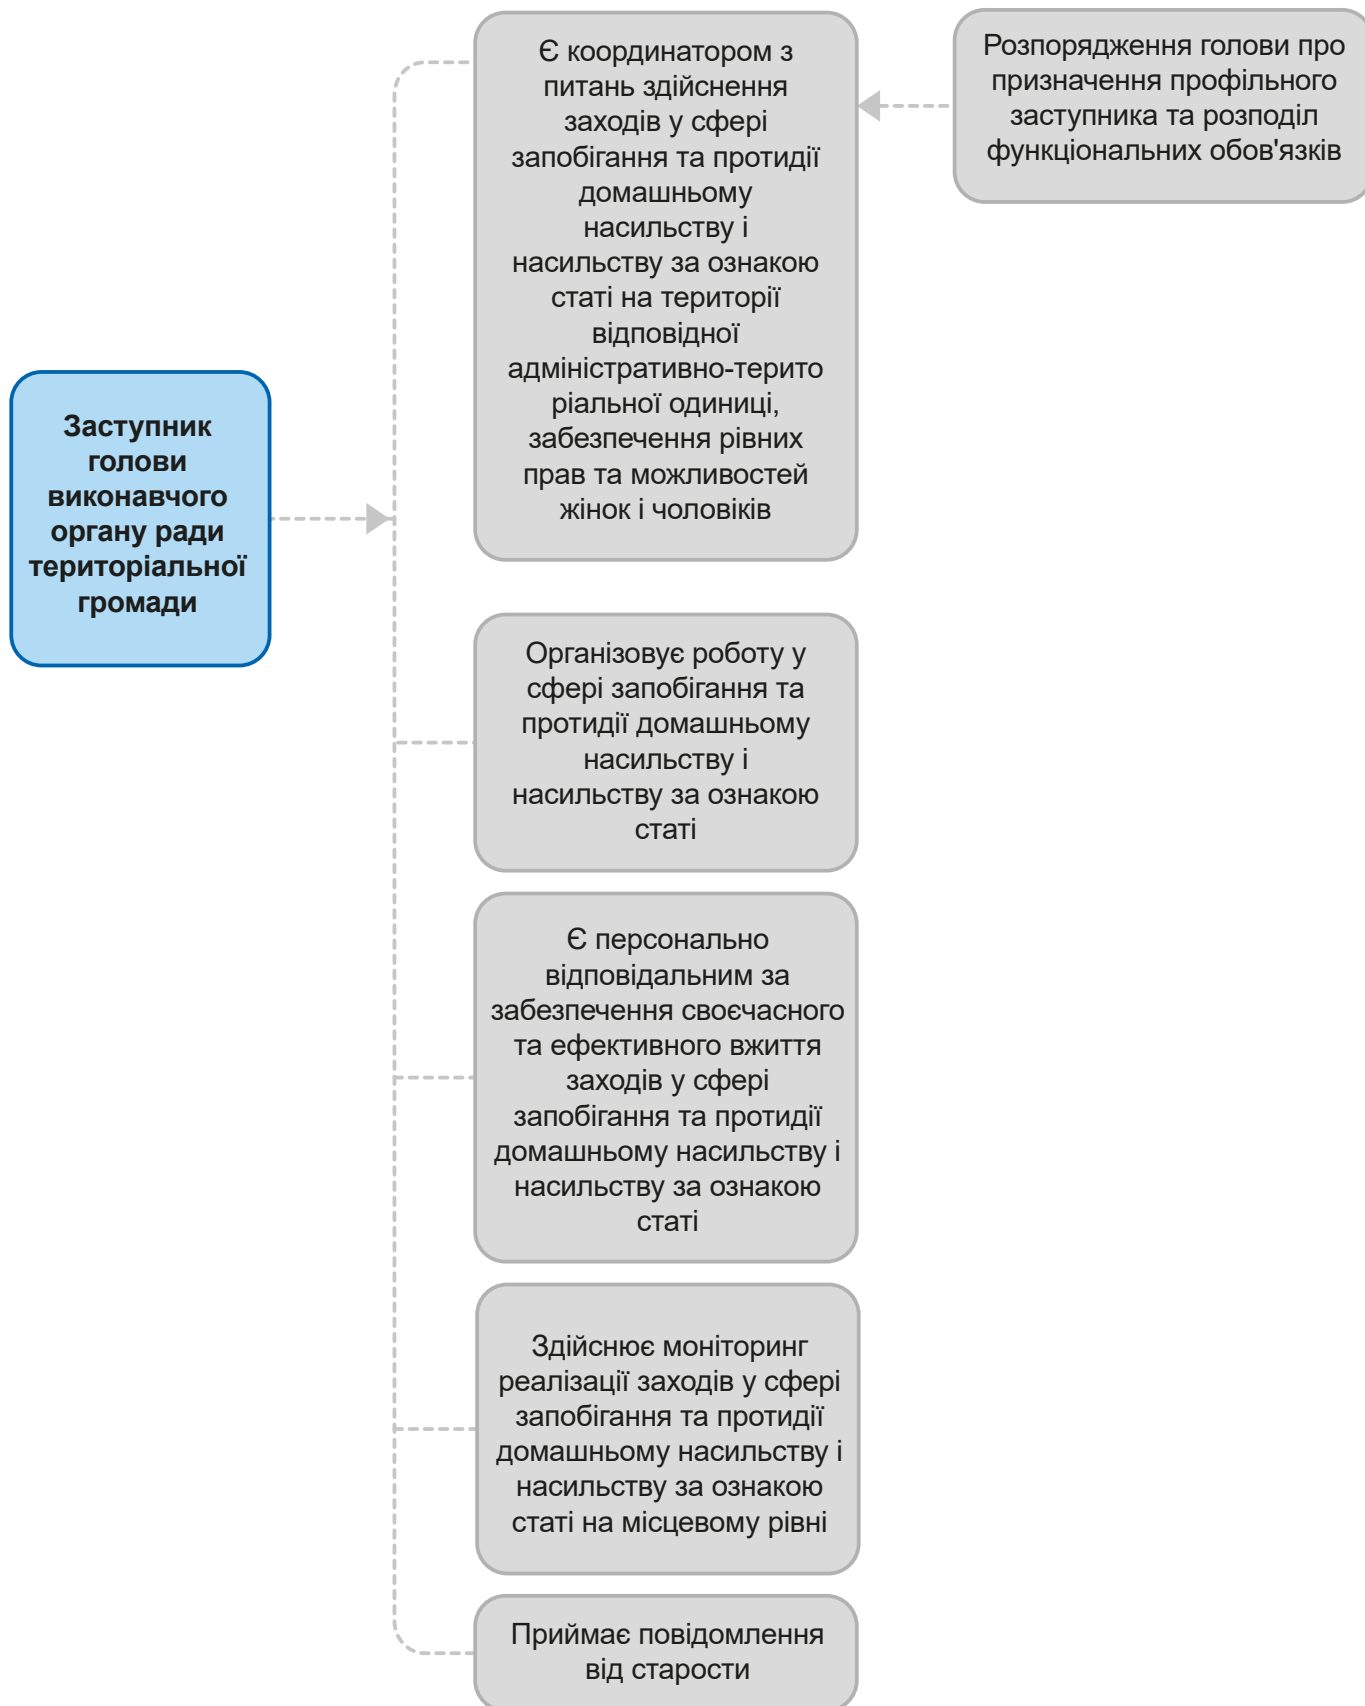 Є координатором з
питань здійснення
заходів у сфері
запобігання та протидії
домашньому
насильству і
насильству за ознакою
статі на території
відповідної
адміністративно-терито
ріальної одиниці,
забезпечення рівних
прав та можливостей
жінок і чоловіків
Розпорядження голови про
призначення профільного
заступника та розподіл
функціональних обов'язків
Заступник
голови
виконавчого
органу ради
територіальної
громади
Організовує роботу у
сфері запобігання та
протидії домашньому
насильству і
насильству за ознакою
статі
Є персонально
відповідальним за
забезпечення своєчасного
та ефективного вжиття
заходів у сфері
запобігання та протидії
домашньому насильству і
насильству за ознакою
статі
Здійснює моніторинг
реалізації заходів у сфері
запобігання та протидії
домашньому насильству і
насильству за ознакою
статі на місцевому рівні
Приймає повідомлення
від старости